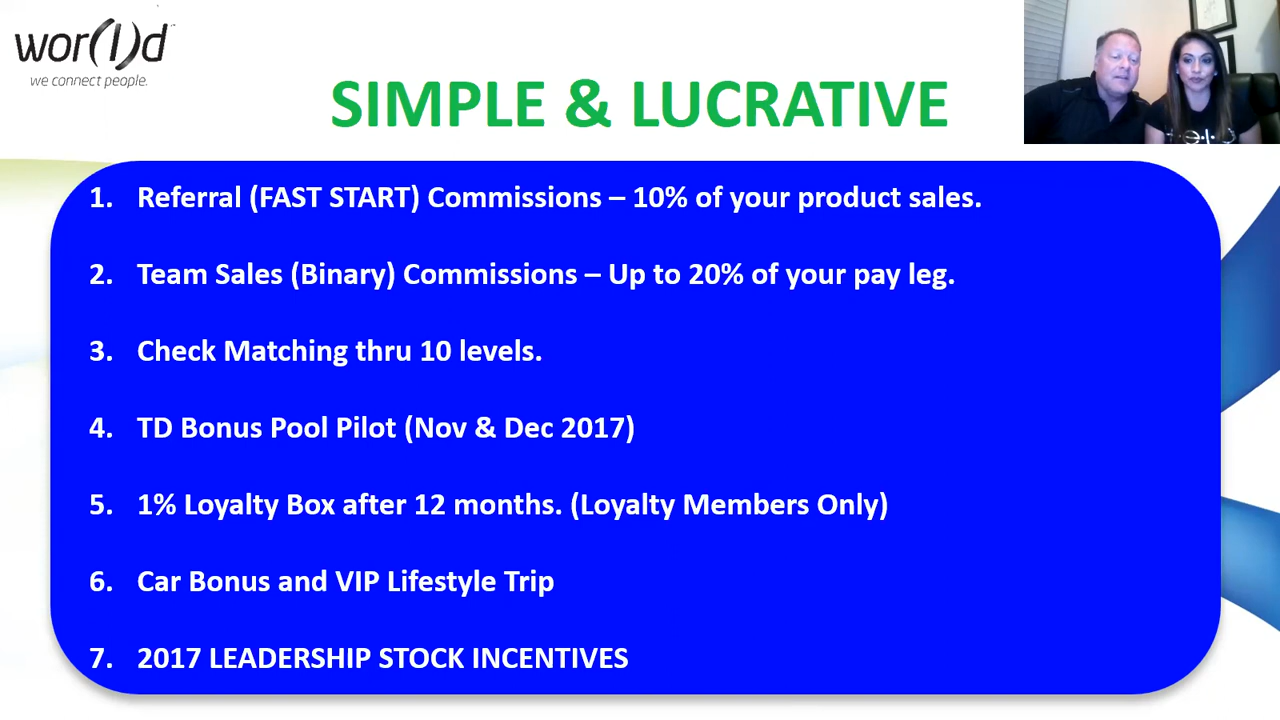 wor(l)d
we connect people.
SIMPLE & LUCRATIVE
1. Referral (FAST START) Commissions – 10% of your product sales.
2. Team Sales (Binary) Commissions – Up to 20% of your pay leg.
3. Check Matching thru 10 levels.
4. TD Bonus Pool Pilot (Nov & Dec 2017)
5. 1% Loyalty Box after 12 months. (Loyalty Members Only)
6. Car Bonus and VIP Lifestyle Trip
7. 2017 LEADERSHIP STOCK INCENTIVES